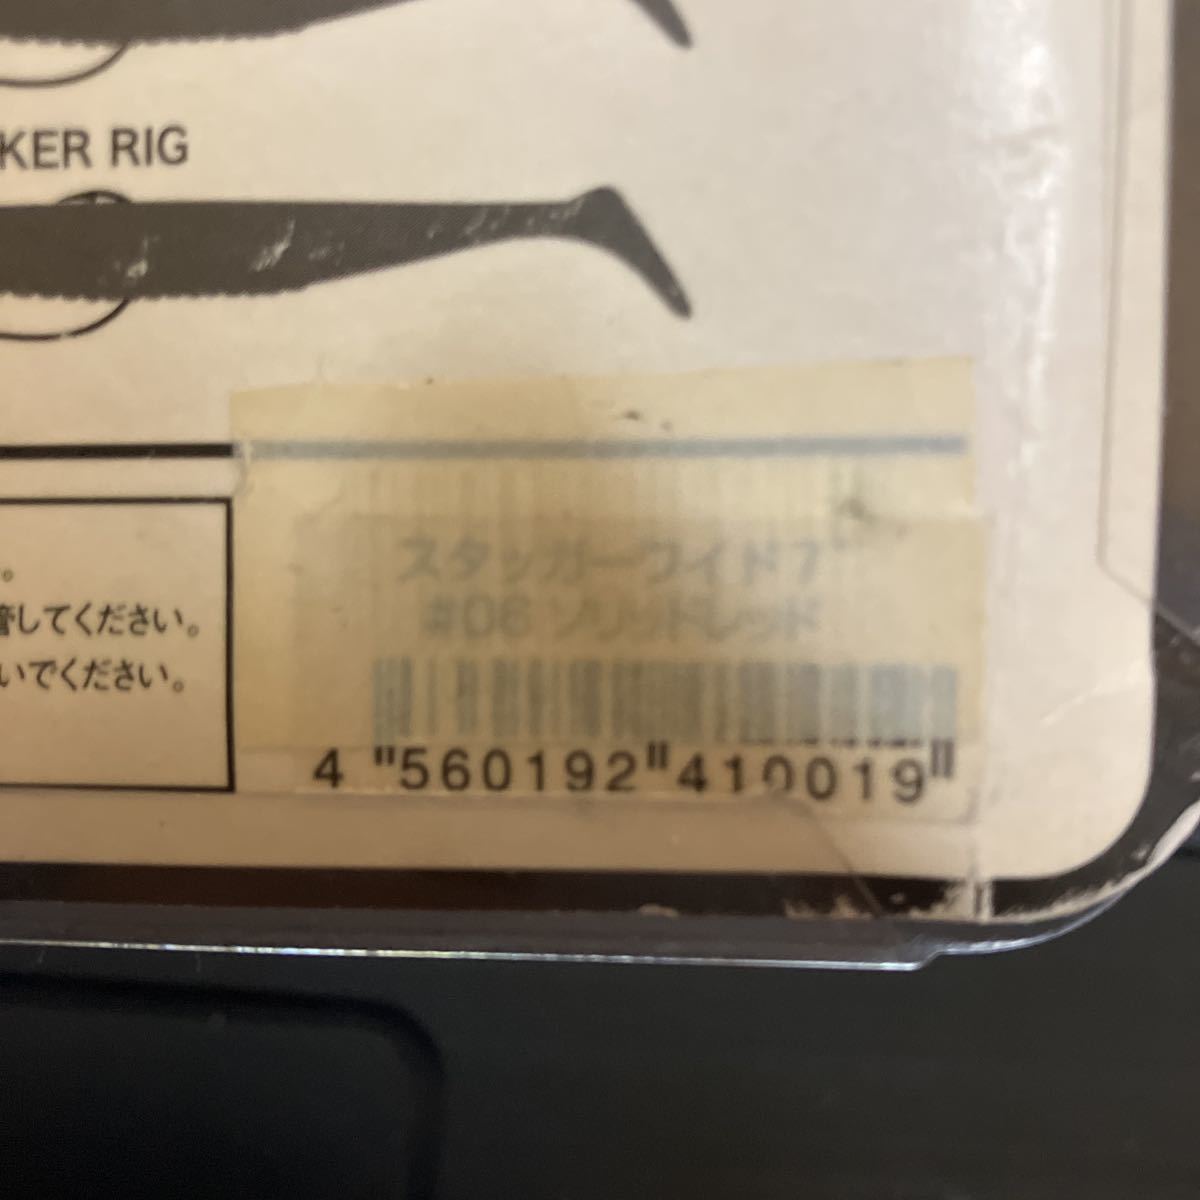 KER RIG
。
管してください。
いでください。
スタッガーワイド7"
#06 ソリッドレッド
4 560192 410019